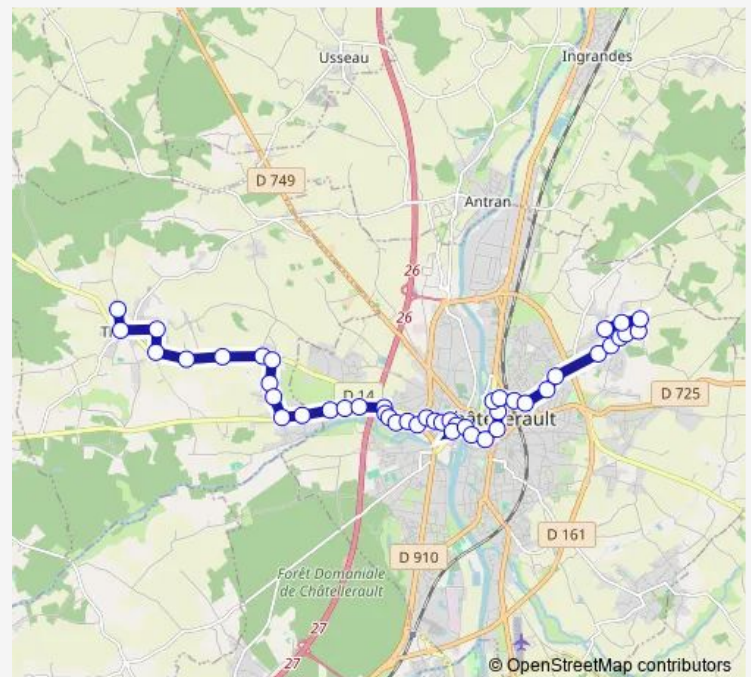 Usseau
Ingrandes
D 749
Antran
26
26
D 14
D 725
Châtellerault
D 161
D 910
Forêt Domaniale
de Châtellerault
27
27
© OpenStreetMap contributors